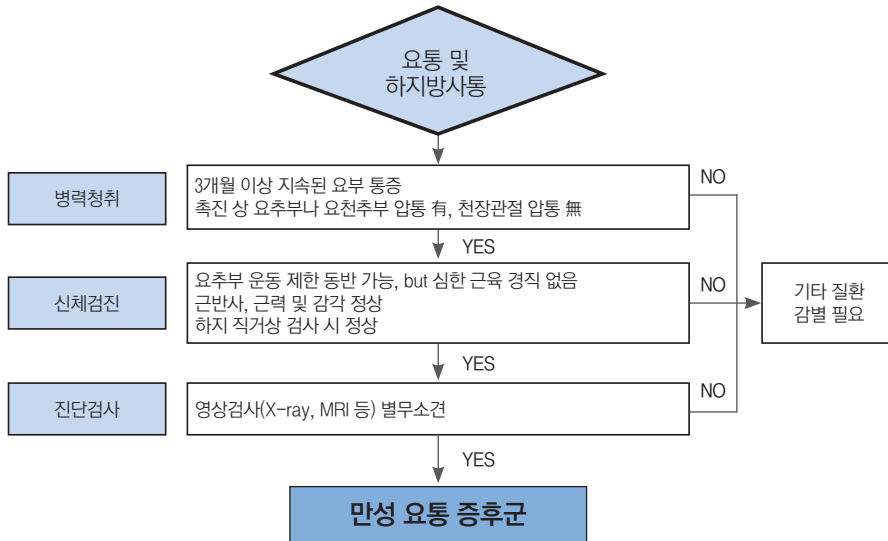 요통 및
하지방사통
병력청취
3개월 이상 지속된 요부 통증
촉진 상 요추부나 요천추부 압통 有, 천장관절 압통 無
NO
YES
신체검진
요추부 운동 제한 동반 가능, but 심한 근육 경직 없음
근반사, 근력 및 감각 정상
하지 직거상 검사 시 정상
NO
기타 질환
감별 필요
YES
진단검사
영상검사(X-ray, MRI 등) 별무소견
NO
YES
만성 요통 증후군